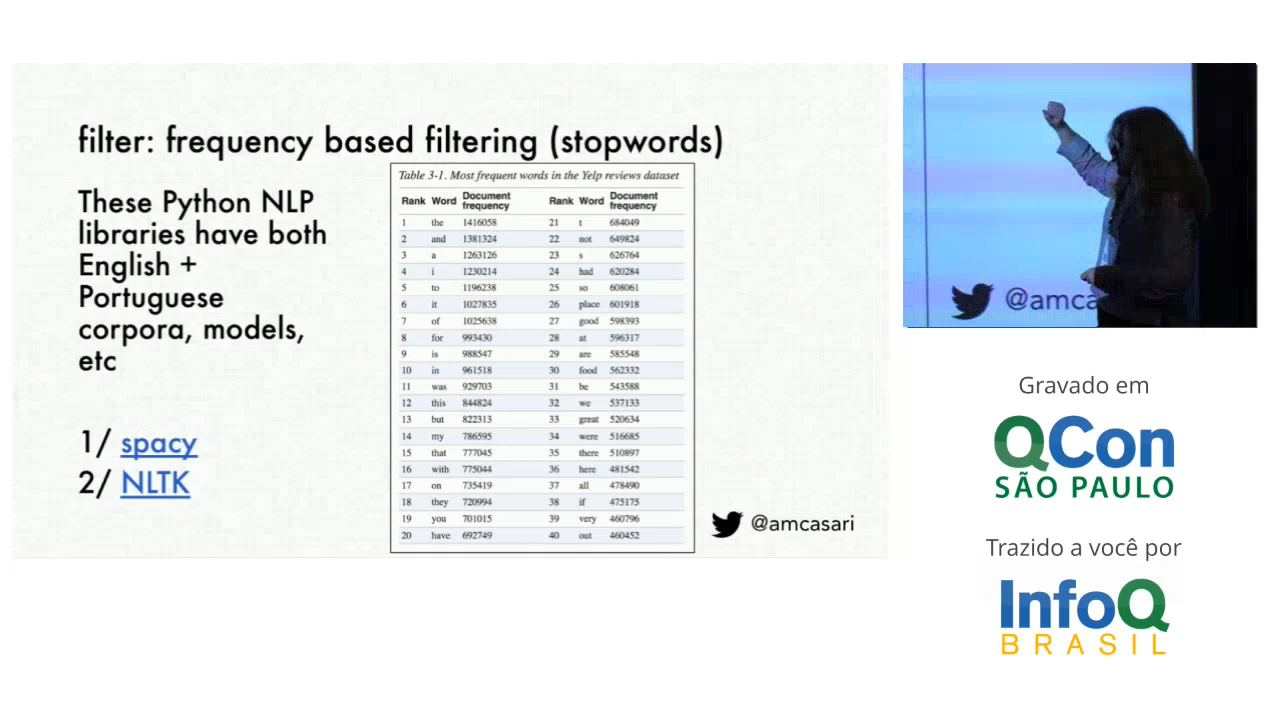 filter: frequency based filtering (stopwords)
These Python NLP
libraries have both
English +
Portuguese
corpora, models,
etc
1/ spacy
2/ NLTK
Table 3-1. Most frequent words in the Yelp reviews dataset
Rank Word Document frequency Rank Word Document frequency
1 the 1416058 21 t 684049
2 and 1381324 22 not 649824
3 a 1263126 23 s 626764
4 i 1230214 24 had 620284
5 to 1196238 25 so 608061
6 it 1027835 26 place 601918
7 of 1025638 27 good 598393
8 for 993430 28 at 596317
9 is 988547 29 are 585548
10 in 961518 30 food 562332
11 was 929703 31 be 543588
12 this 844824 32 we 537133
13 but 822313 33 great 520634
14 my 786595 34 were 516685
15 that 777045 35 there 510897
16 with 775044 36 here 481542
17 on 735419 37 all 478490
18 they 720994 38 if 475175
19 you 701015 39 very 460796
20 have 692749 40 out 460452
@amcasari
@amca
Gravado em
QCon
SÃO PAULO
Trazido a você por
InfoQ
BRASIL